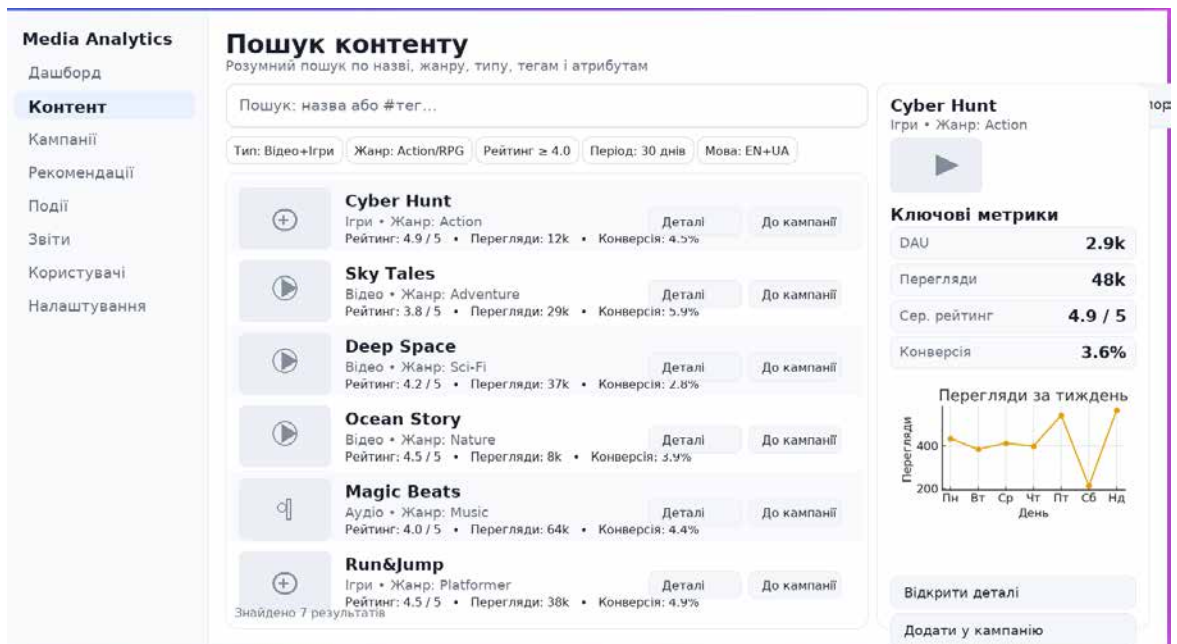 Media Analytics
Дашборд
Контент
Кампанії
Рекомендації
Події
Звіти
Користувачі
Налаштування
Пошук контенту
Розумний пошук по назві, жанру, типу, тегам і атрибутам
Пошук: назва або #тег...
Тип: Відео+Ігри Жанр: Action/RPG Рейтинг ≥ 4.0 Період: 30 днів Мова: EN+UA
Cyber Hunt
Ігри • Жанр: Action
Рейтинг: 4.9 / 5 • Перегляди: 12k • Конверсія: 4.5%
Деталі До кампанії
Sky Tales
Відео • Жанр: Adventure
Рейтинг: 3.8 / 5 • Перегляди: 29k • Конверсія: 5.9%
Деталі До кампанії
Deep Space
Відео • Жанр: Sci-Fi
Рейтинг: 4.2 / 5 • Перегляди: 37k • Конверсія: 2.8%
Деталі До кампанії
Ocean Story
Відео • Жанр: Nature
Рейтинг: 4.5 / 5 • Перегляди: 8k • Конверсія: 3.9%
Деталі До кампанії
Magic Beats
Аудіо • Жанр: Music
Рейтинг: 4.0 / 5 • Перегляди: 64k • Конверсія: 4.4%
Деталі До кампанії
Run&Jump
Ігри • Жанр: Platformer
Рейтинг: 4.5 / 5 • Перегляди: 38k • Конверсія: 4.9%
Деталі До кампанії
Знайдено 7 результатів
Cyber Hunt
Ігри • Жанр: Action
Ключові метрики
DAU 2.9k
Перегляди 48k
Сер. рейтинг 4.9 / 5
Конверсія 3.6%
Перегляди за тиждень
Перегляди
400
200
Пн Вт Ср Чт Пт Сб Нд
День
Відкрити деталі
Додати у кампанію